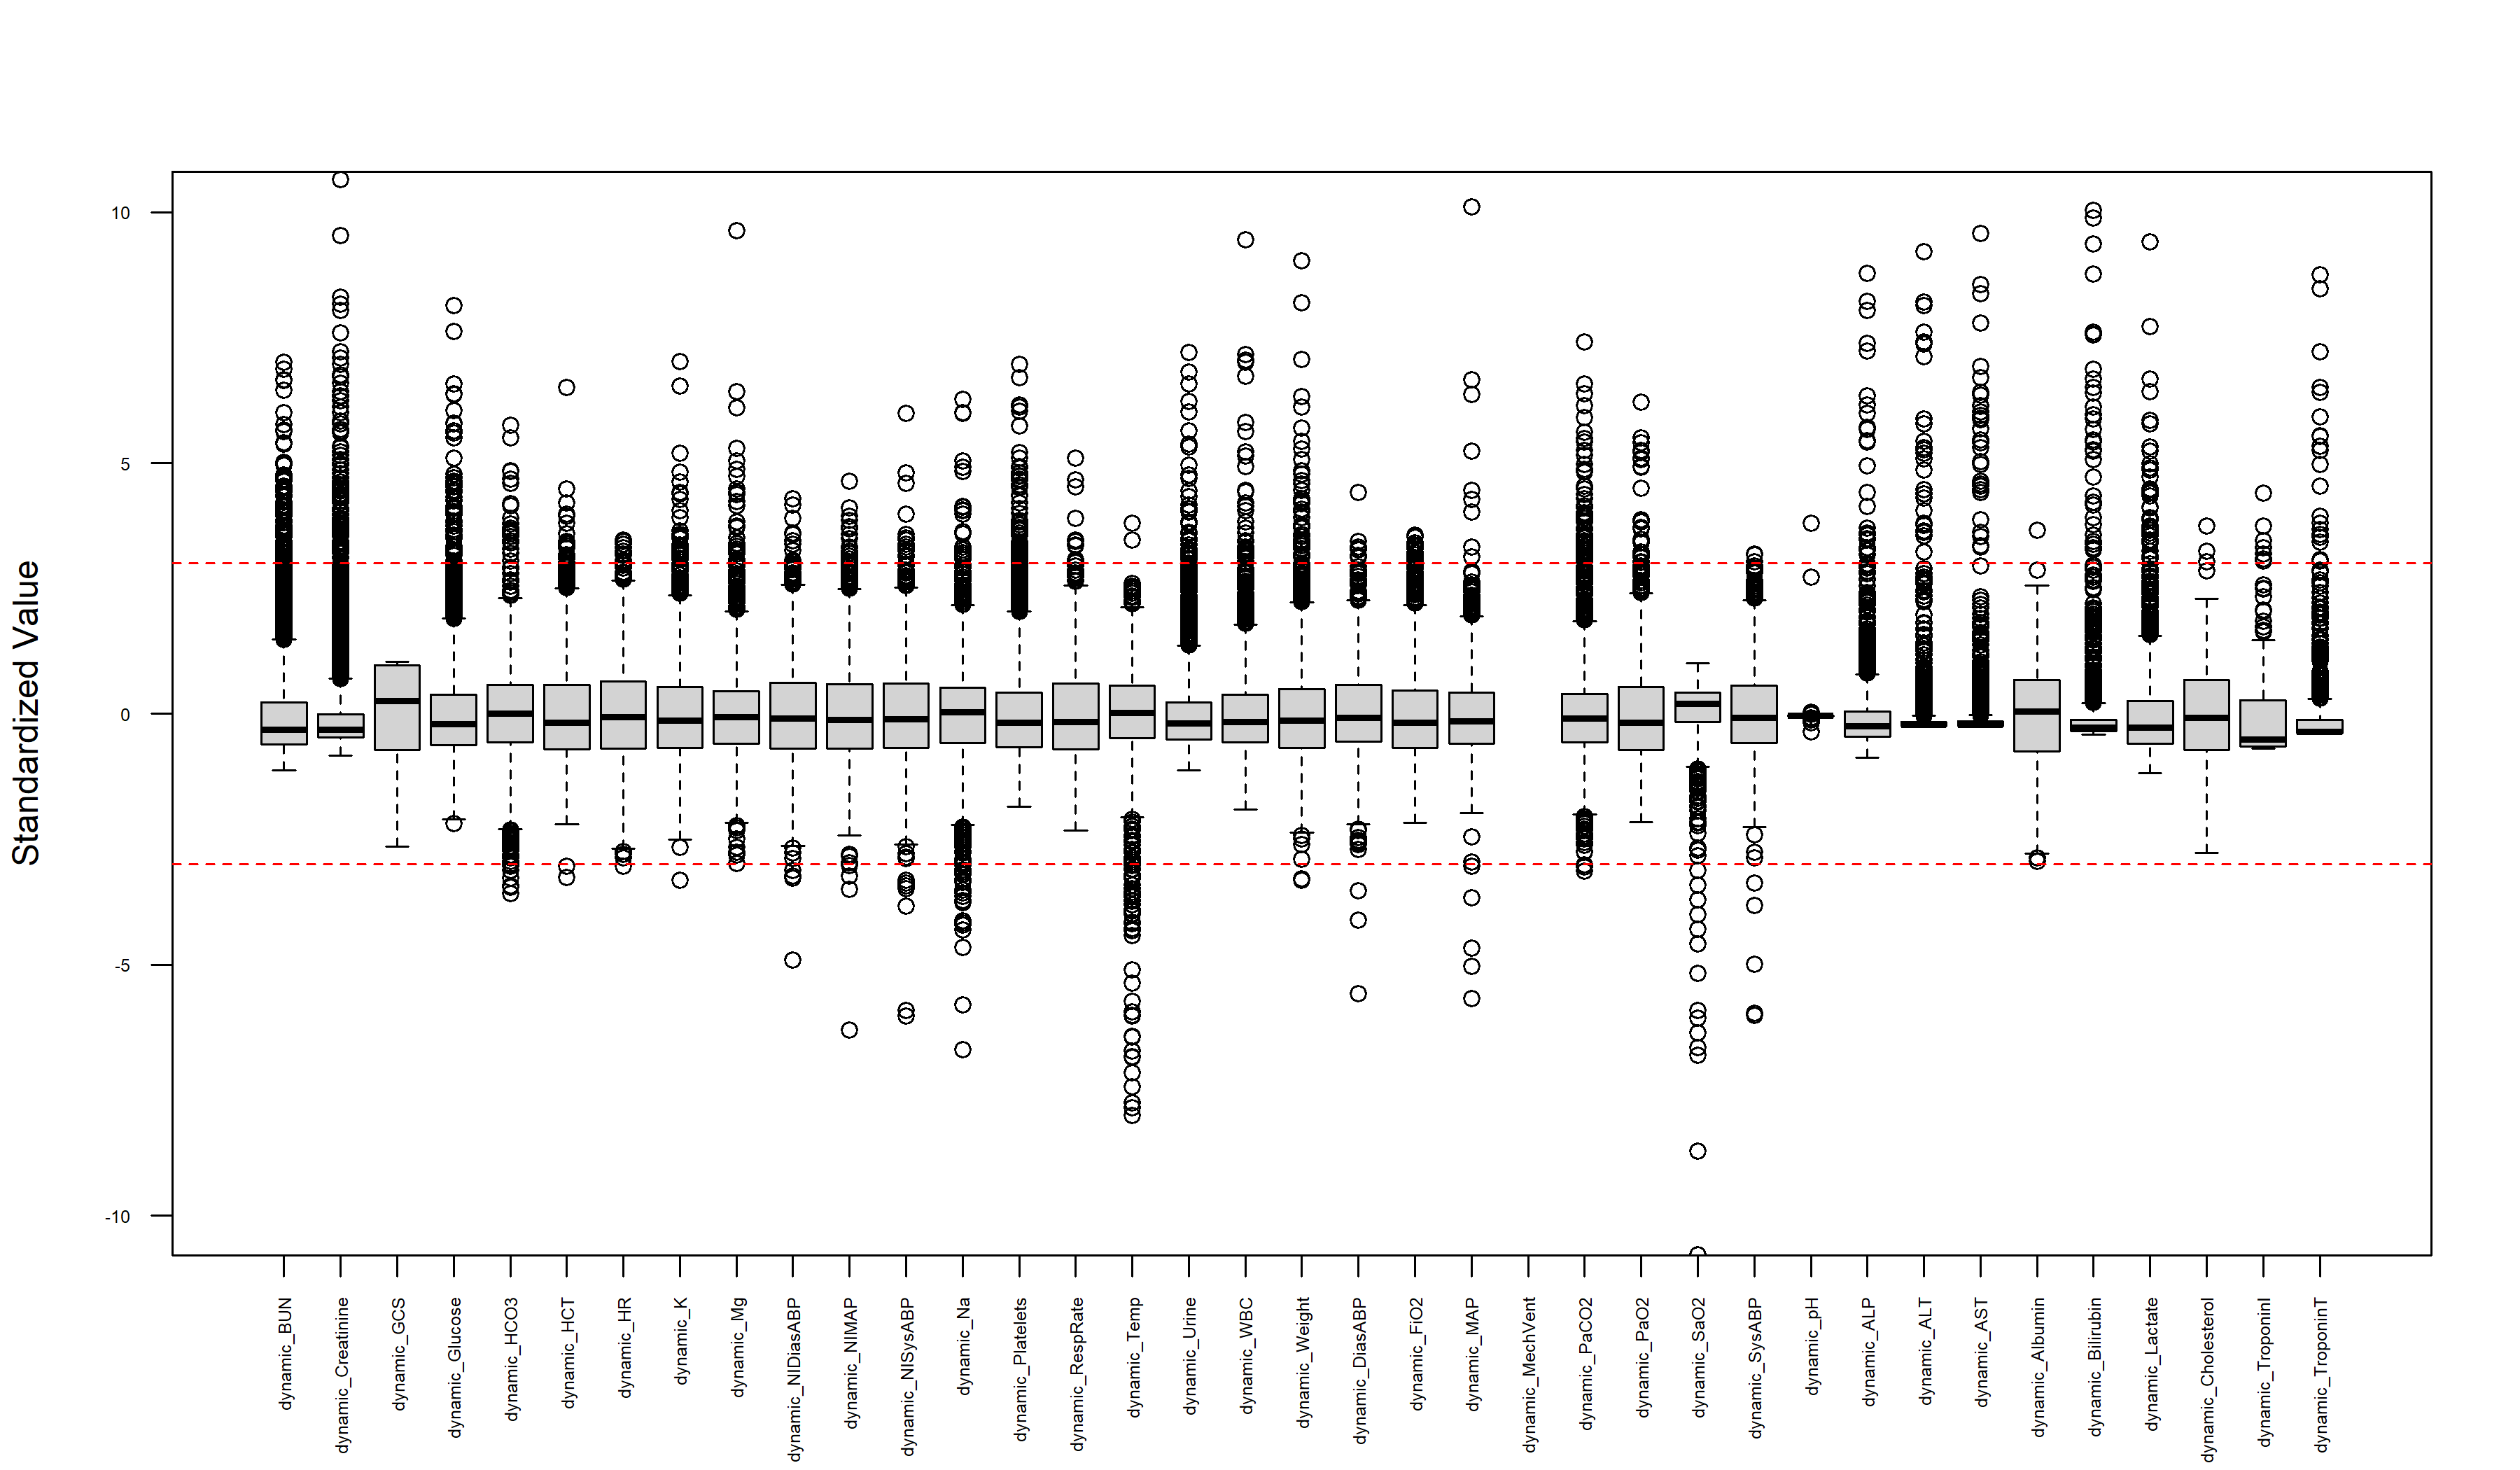 Standardized Value
10
5
0
-5
-10
dynamic_BUN
dynamic_Creatinine
dynamic_GCS
dynamic_Glucose
dynamic_HCO3
dynamic_HCT
dynamic_HR
dynamic_K
dynamic_Mg
dynamic_NIDiasABP
dynamic_NIMAP
dynamic_NISysABP
dynamic_Na
dynamic_Platelets
dynamic_RespRate
dynamic_Temp
dynamic_Urine
dynamic_WBC
dynamic_Weight
dynamic_DiasABP
dynamic_FiO2
dynamic_MAP
dynamic_MechVent
dynamic_PaCO2
dynamic_PaO2
dynamic_SaO2
dynamic_SysABP
dynamic_pH
dynamic_ALP
dynamic_ALT
dynamic_AST
dynamic_Albumin
dynamic_Bilirubin
dynamic_Lactate
dynamic_Cholesterol
dynamic_TroponinI
dynamic_TroponinT